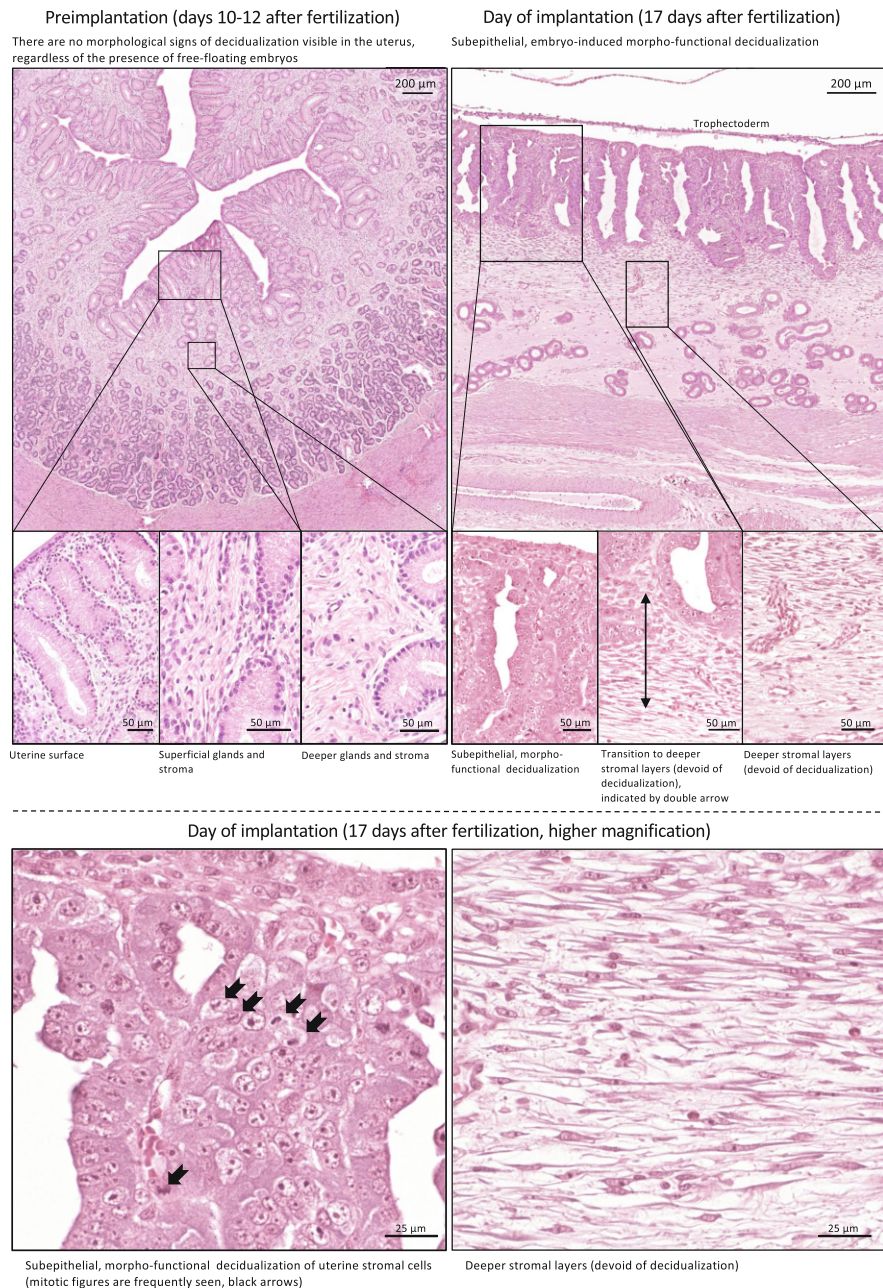 Preimplantation (days 10-12 after fertilization)
There are no morphological signs of decidualization visible in the uterus,
regardless of the presence of free-floating embryos
200 µm
Day of implantation (17 days after fertilization)
Subepithelial, embryo-induced morpho-functional decidualization
200 µm
Trophectoderm
50 µm
50 µm
50 µm
Uterine surface
Superficial glands and
stroma
Deeper glands and stroma
50 µm
50 µm
50 µm
Subepithelial, morpho-
functional decidualization
Transition to deeper
stromal layers (devoid of
decidualization),
indicated by double arrow
Deeper stromal layers
(devoid of decidualization)
Day of implantation (17 days after fertilization, higher magnification)
25 µm
25 µm
Subepithelial, morpho-functional decidualization of uterine stromal cells
(mitotic figures are frequently seen, black arrows)
Deeper stromal layers (devoid of decidualization)